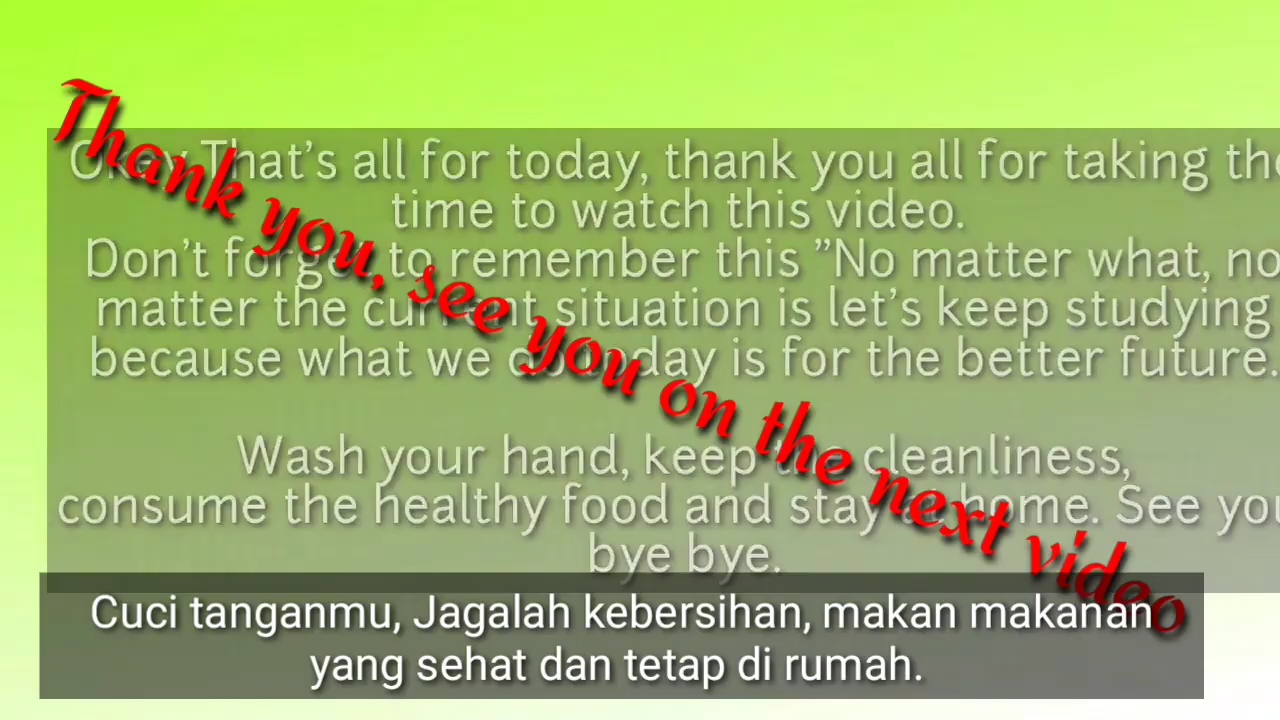 Thank you, see you on the next video
Okay That's all for today, thank you all for taking the
time to watch this video.
Don't forget to remember this "No matter what, no
matter the current situation is let's keep studying
because what we do today is for the better future.
Wash your hand, keep the cleanliness,
consume the healthy food and stay at home. See you
bye bye.
Cuci tanganmu, Jagalah kebersihan, makan makanan
yang sehat dan tetap di rumah.